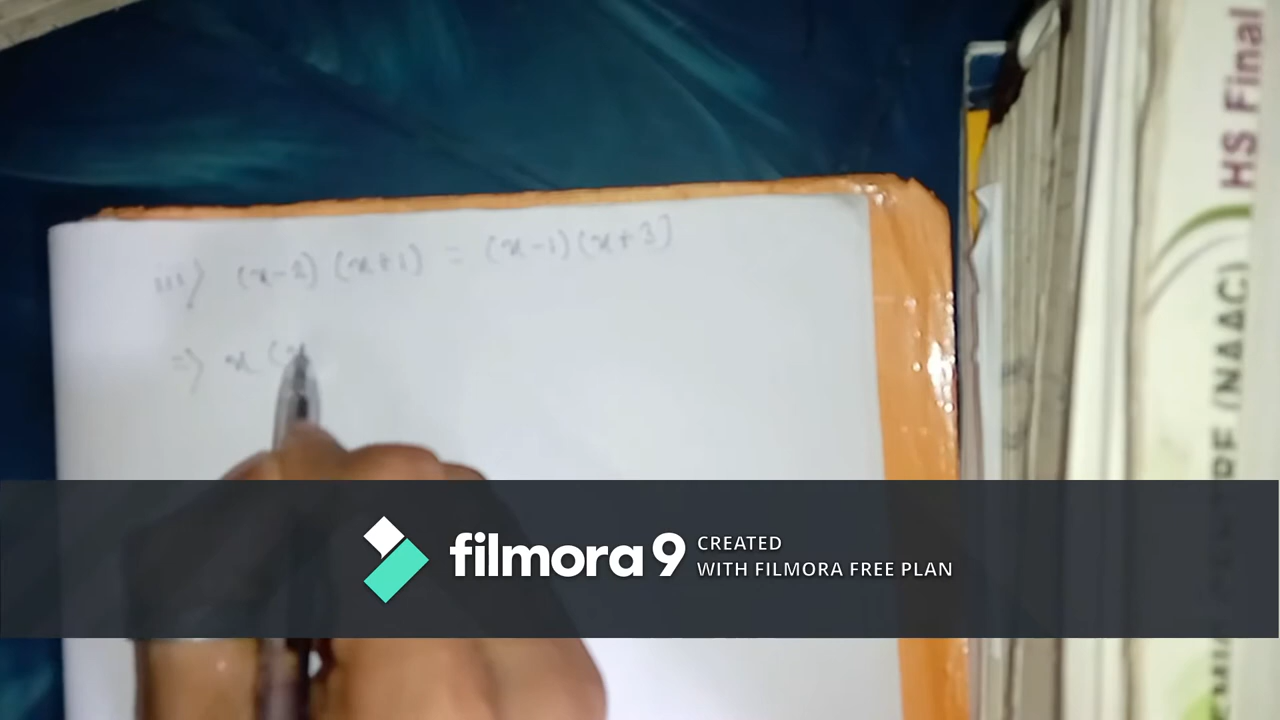 iii) (x-2) (x+1) = (x-1) (x+3]
=> x (x
filmora 9 CREATED
WITH FILMORA FREE PLAN
HS Final
(NAAC)